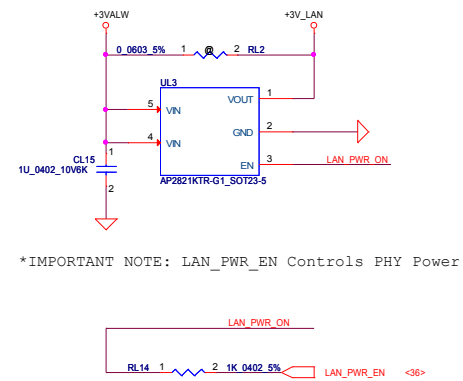 +3VALW +3V_LAN
0_0603_5% 1 @ 2 RL2
UL3
5 VIN VOUT 1
GND 2
4 VIN
EN 3 LAN_PWR_ON
1
CL15
1U_0402_10V6K
AP2821KTR-G1_SOT23-5
2
*IMPORTANT NOTE: LAN_PWR_EN Controls PHY Power
LAN_PWR_ON
RL14 1 2 1K_0402_5% LAN_PWR_EN <36>